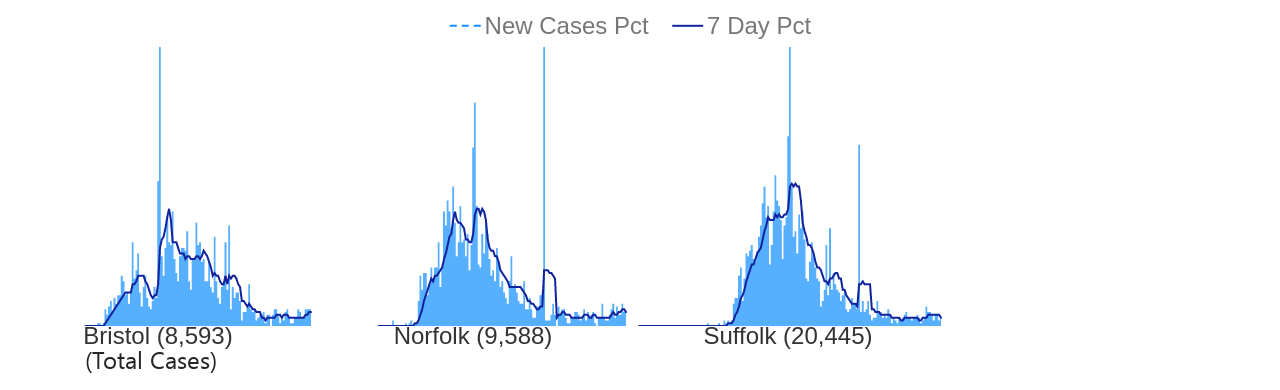 New Cases Pct 7 Day Pct
Bristol (8,593) Norfolk (9,588) Suffolk (20,445)
(Total Cases)